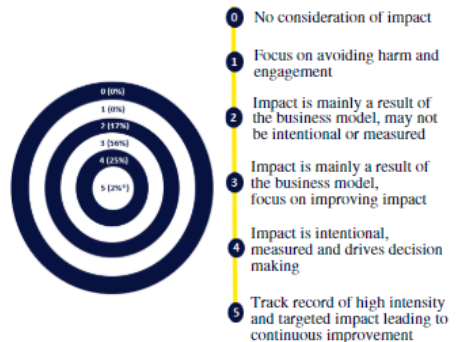 0 (0%)
1 (0%)
2 (17%)
3 (56%)
4 (25%)
5 (2%*)
0 No consideration of impact
1 Focus on avoiding harm and
engagement
Impact is mainly a result of
2 the business model, may not
be intentional or measured
Impact is mainly a result of
3 the business model,
focus on improving impact
Impact is intentional,
4 measured and drives decision
making
5 Track record of high intensity
and targeted impact leading to
continuous improvement